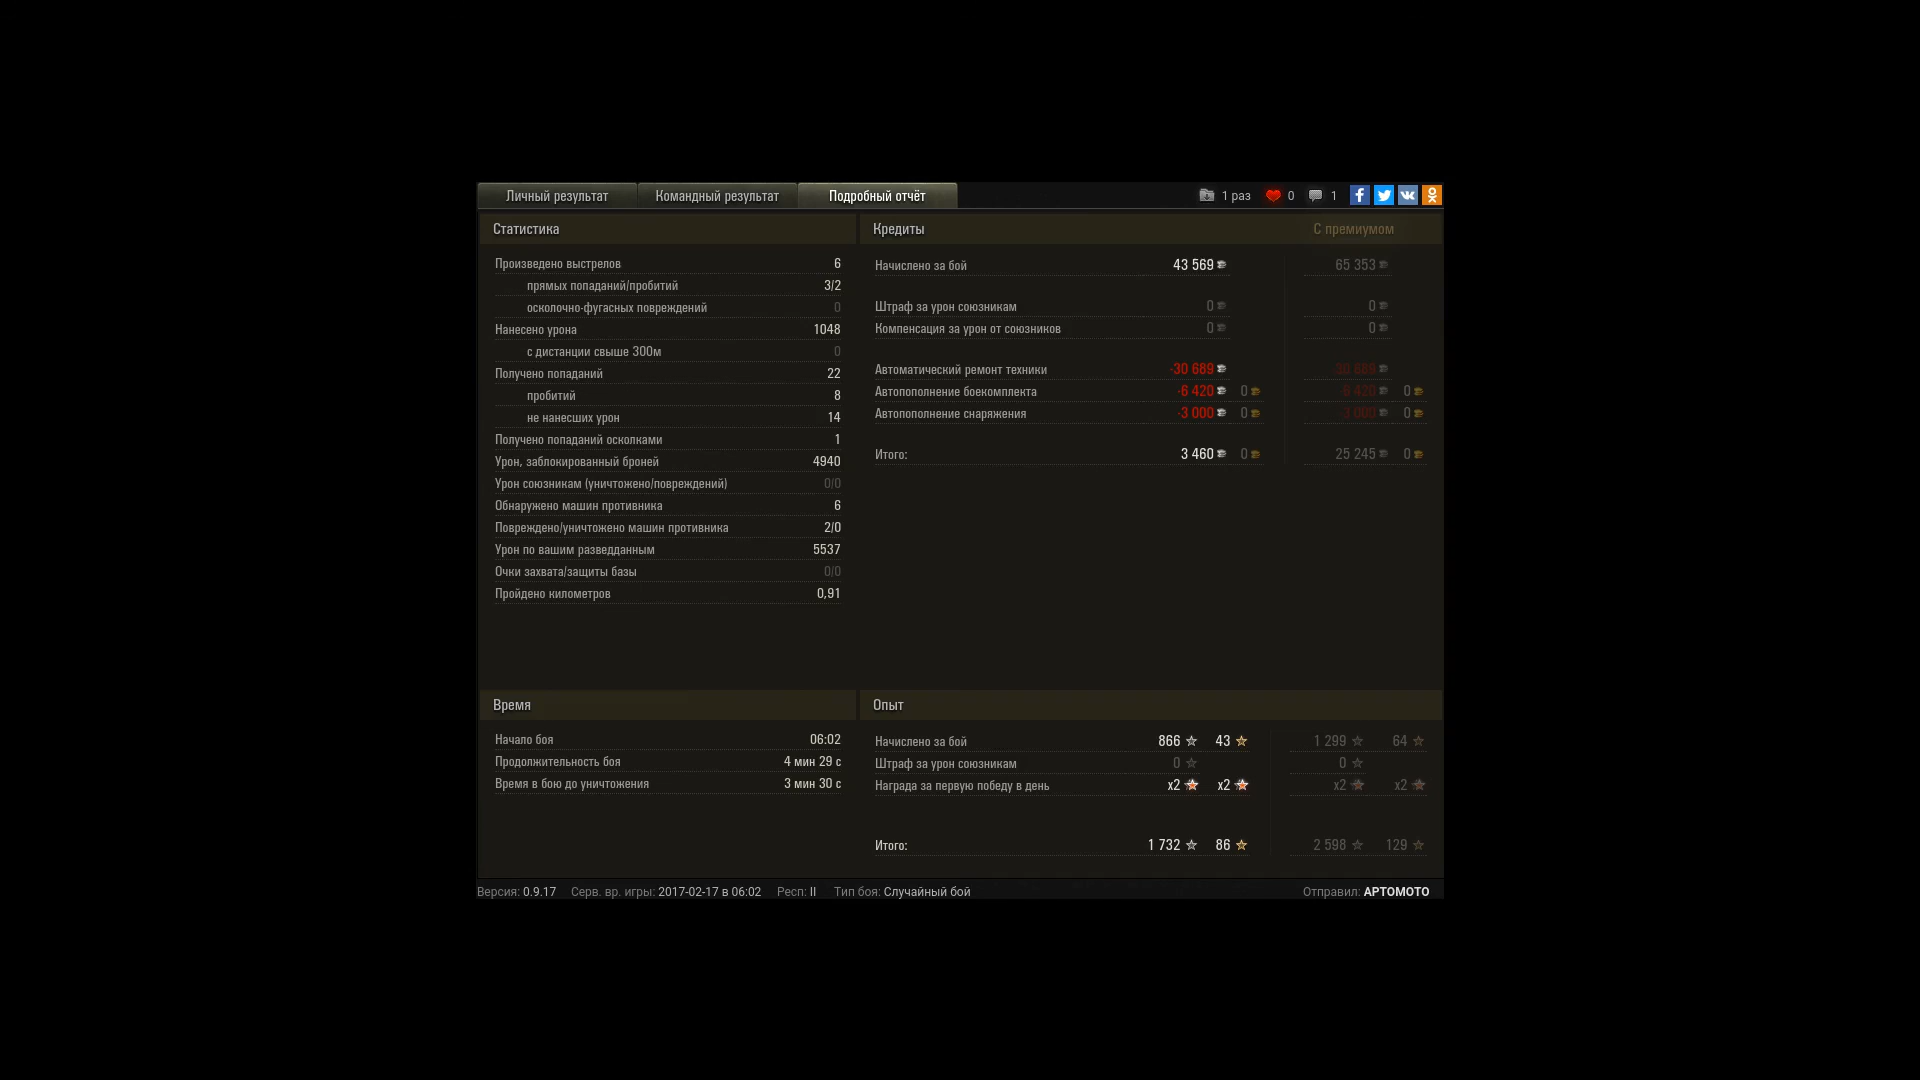 Личный результат Командный результат Подробный отчёт 1 раз 0 1
Статистика
Произведено выстрелов 6
прямых попаданий/пробитий 3/2
осколочно-фугасных повреждений 0
Нанесено урона 1048
с дистанции свыше 300м 0
Получено попаданий 22
пробитий 8
не нанесших урон 14
Получено попаданий осколками 1
Урон, заблокированный броней 4940
Урон союзникам (уничтожено/повреждений) 0/0
Обнаружено машин противника 6
Повреждено/уничтожено машин противника 2/0
Урон по вашим разведданным 5537
Очки захвата/защиты базы 0/0
Пройдено километров 0,91
Кредиты С премиумом
Начислено за бой 43 569 65 353
Штраф за урон союзникам 0 0
Компенсация за урон от союзников 0 0
Автоматический ремонт техники -30 689 -30 689
Автопополнение боекомплекта -6 420 0 -6 420 0
Автопополнение снаряжения -3 000 0 -3 000 0
Итого: 3 460 0 25 245 0
Время
Начало боя 06:02
Продолжительность боя 4 мин 29 с
Время в бою до уничтожения 3 мин 30 с
Опыт
Начислено за бой 866 43 1 299 64
Штраф за урон союзникам 0 0
Награда за первую победу в день x2 x2 x2 x2
Итого: 1 732 86 2 598 129
Версия: 0.9.17 Серв. вр. игры: 2017-02-17 в 06:02 Респ: II Тип боя: Случайный бой Отправил: APTOMOTO